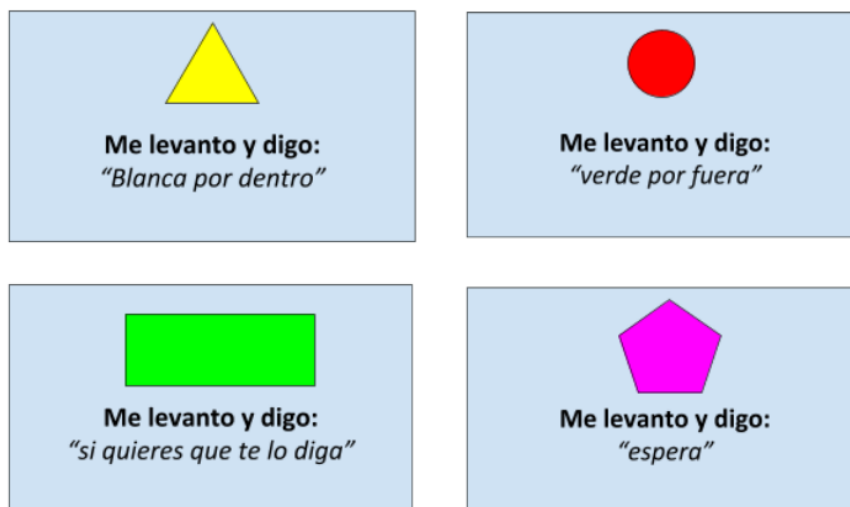 Me levanto y digo:
“Blanca por dentro”
Me levanto y digo:
“verde por fuera”
Me levanto y digo:
“si quieres que te lo diga”
Me levanto y digo:
“espera”